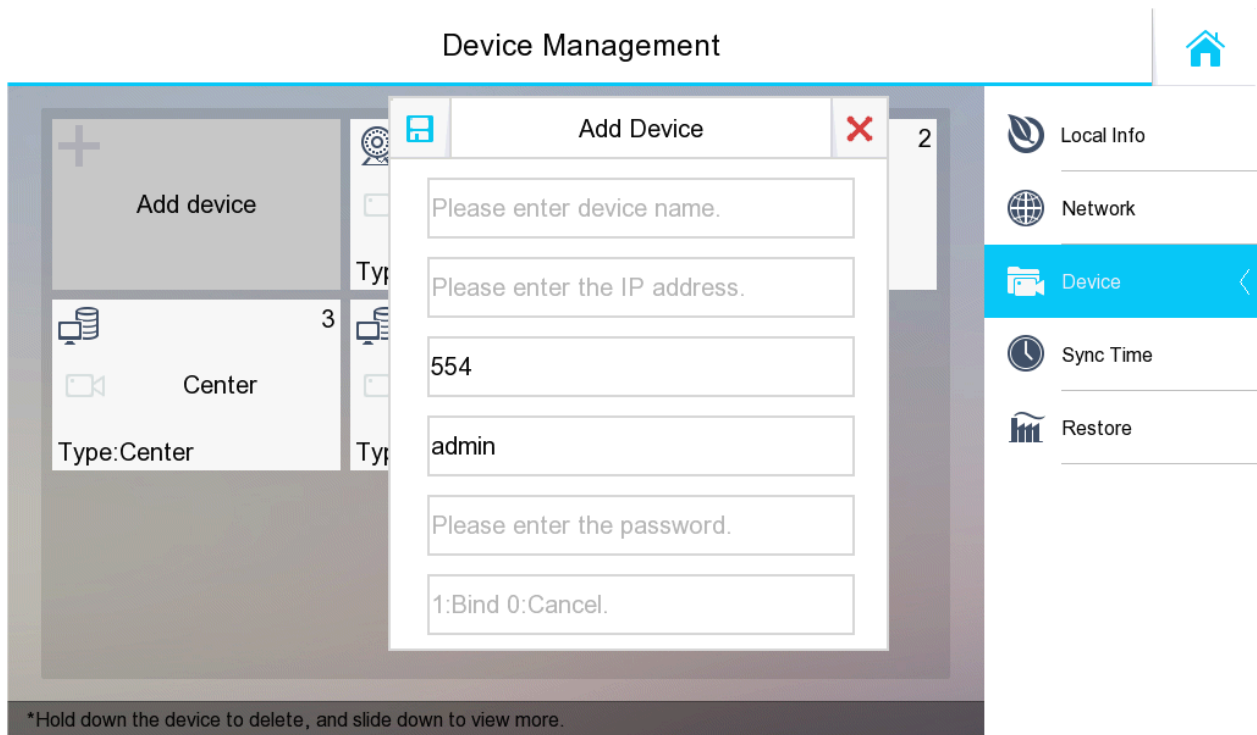 Device Management
Add Device
Add device
2
Please enter device name.
Please enter the IP address.
554
admin
Please enter the password.
1:Bind 0:Cancel.
3
Center
Type:Center
*Hold down the device to delete, and slide down to view more.
Local Info
Network
Device
Sync Time
Restore